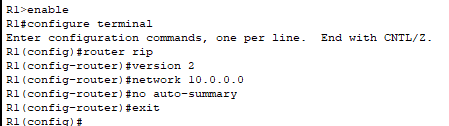 R1>enable
R1#configure terminal
Enter configuration commands, one per line.  End with CNTL/Z.
R1(config)#router rip
R1(config-router)#version 2
R1(config-router)#network 10.0.0.0
R1(config-router)#no auto-summary
R1(config-router)#exit
R1(config)#